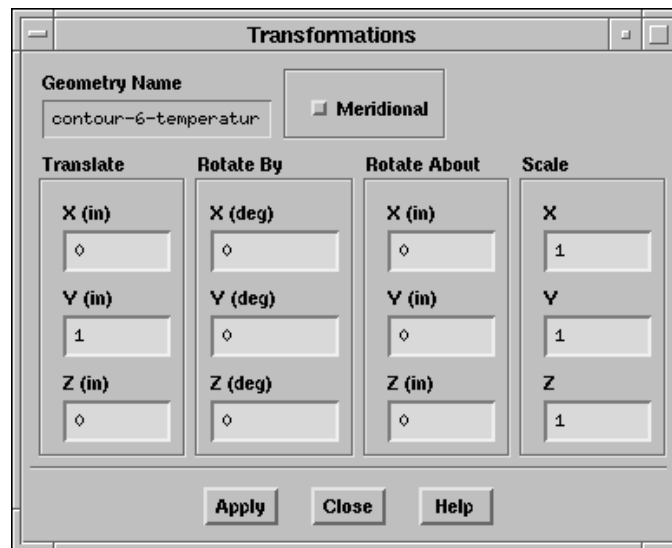 Transformations
Geometry Name
contour-6-temperatur
Meridional
Translate
X (in)
0
Y (in)
1
Z (in)
0
Rotate By
X (deg)
0
Y (deg)
0
Z (deg)
0
Rotate About
X (in)
0
Y (in)
0
Z (in)
0
Scale
X
1
Y
1
Z
1
Apply
Close
Help